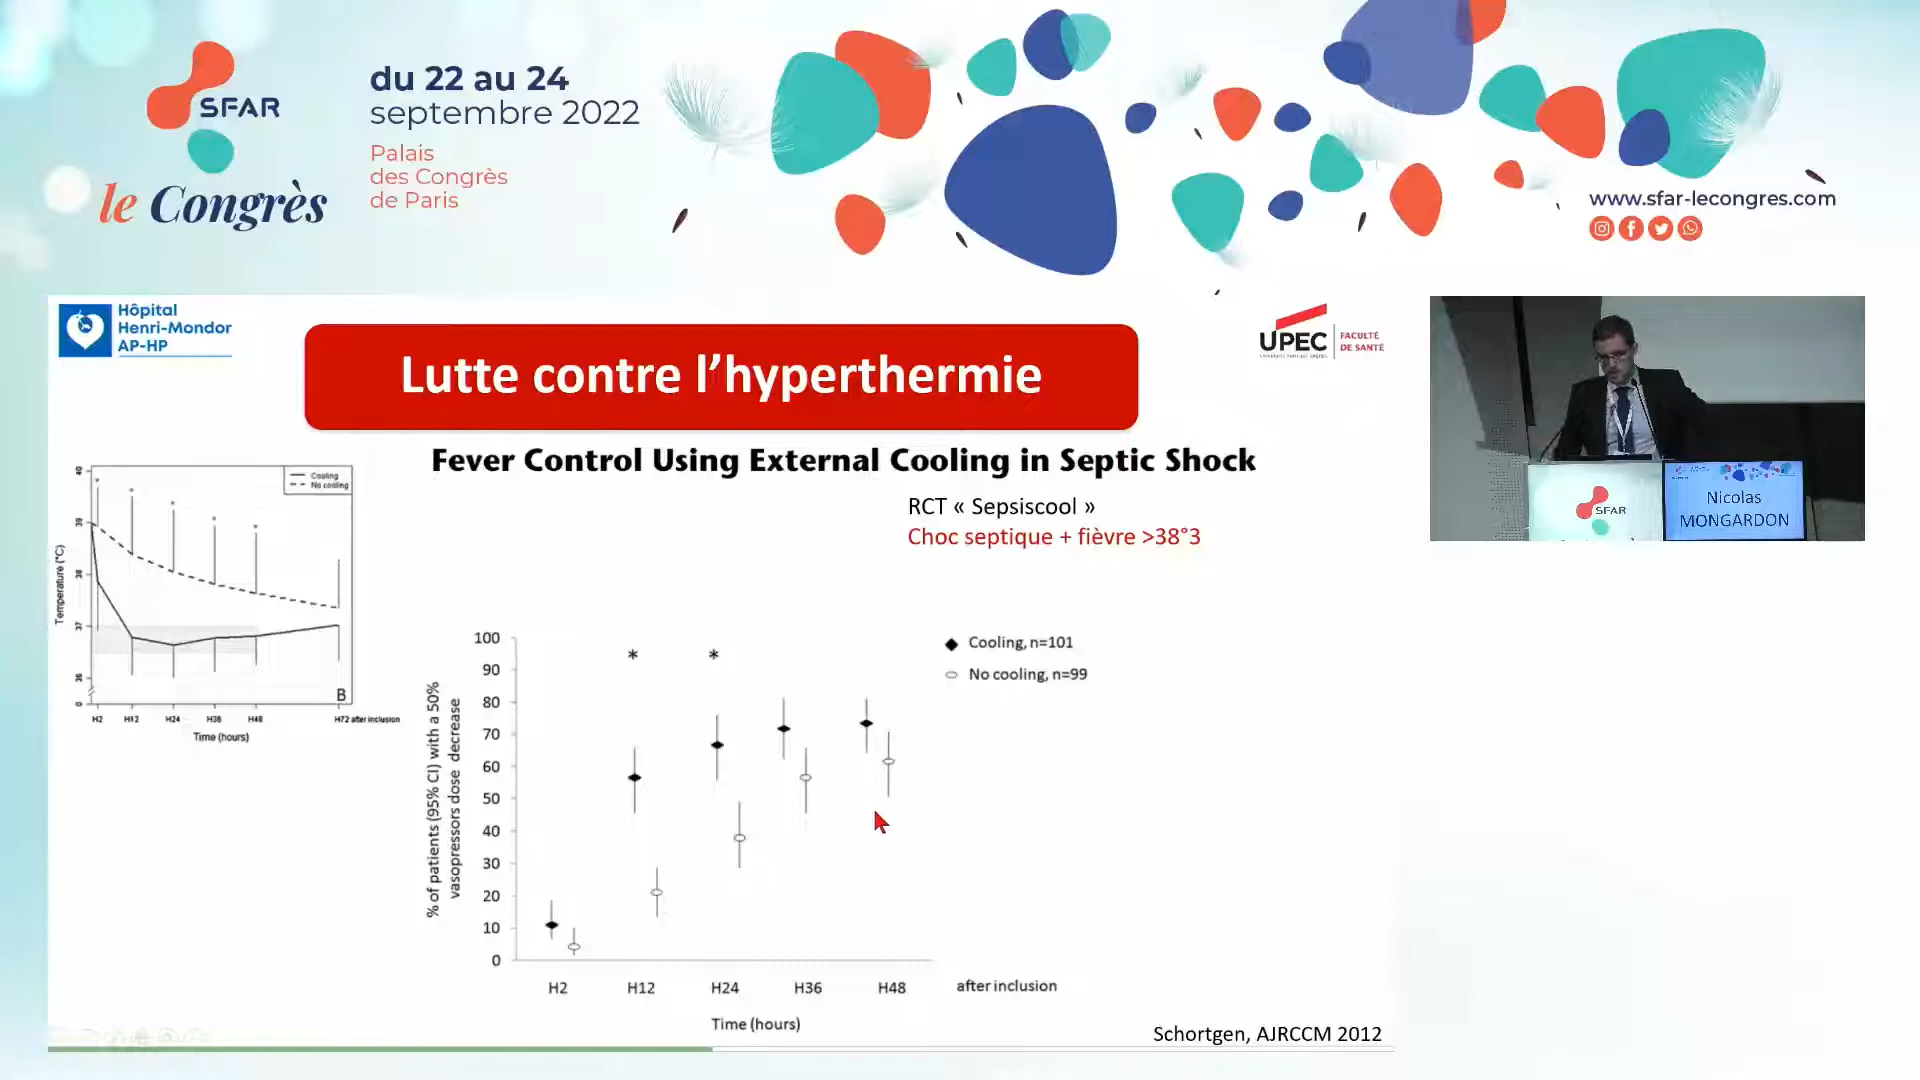 SFAR
le Congrès
du 22 au 24
septembre 2022
Palais
des Congrès
de Paris
www.sfar-lecongres.com
Hôpital
Henri-Mondor
AP-HP
Lutte contre l’hyperthermie
UPEC
FACULTÉ
DE SANTÉ
Fever Control Using External Cooling in Septic Shock
RCT « Sepsiscool »
Choc septique + fièvre >38°3
Cooling
No cooling
Temperature (°C)
40
39
38
37
36
0
B
H2 H12 H24 H36 H48 H72 after inclusion
Time (hours)
% of patients (95% CI) with a 50%
vasopressors dose decrease
100
90
80
70
60
50
40
30
20
10
0
* *
Cooling, n=101
No cooling, n=99
H2 H12 H24 H36 H48 after inclusion
Time (hours)
Schortgen, AJRCCM 2012
SFAR
Nicolas
MONGARDON